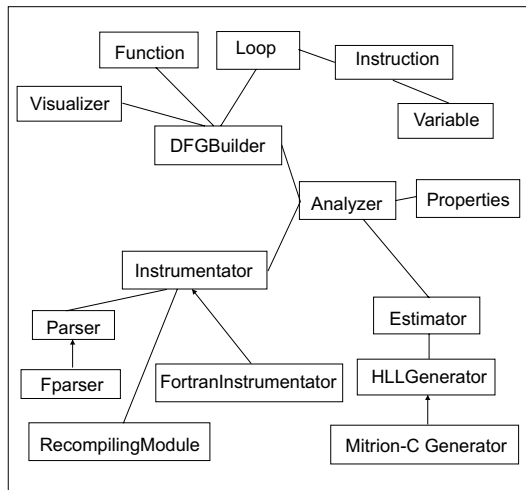 Function
Loop
Instruction
Visualizer
Variable
DFGBuilder
Analyzer
Properties
Instrumentator
Parser
Estimator
Fparser
FortranInstrumentator
HLLGenerator
RecompilingModule
Mitrion-C Generator